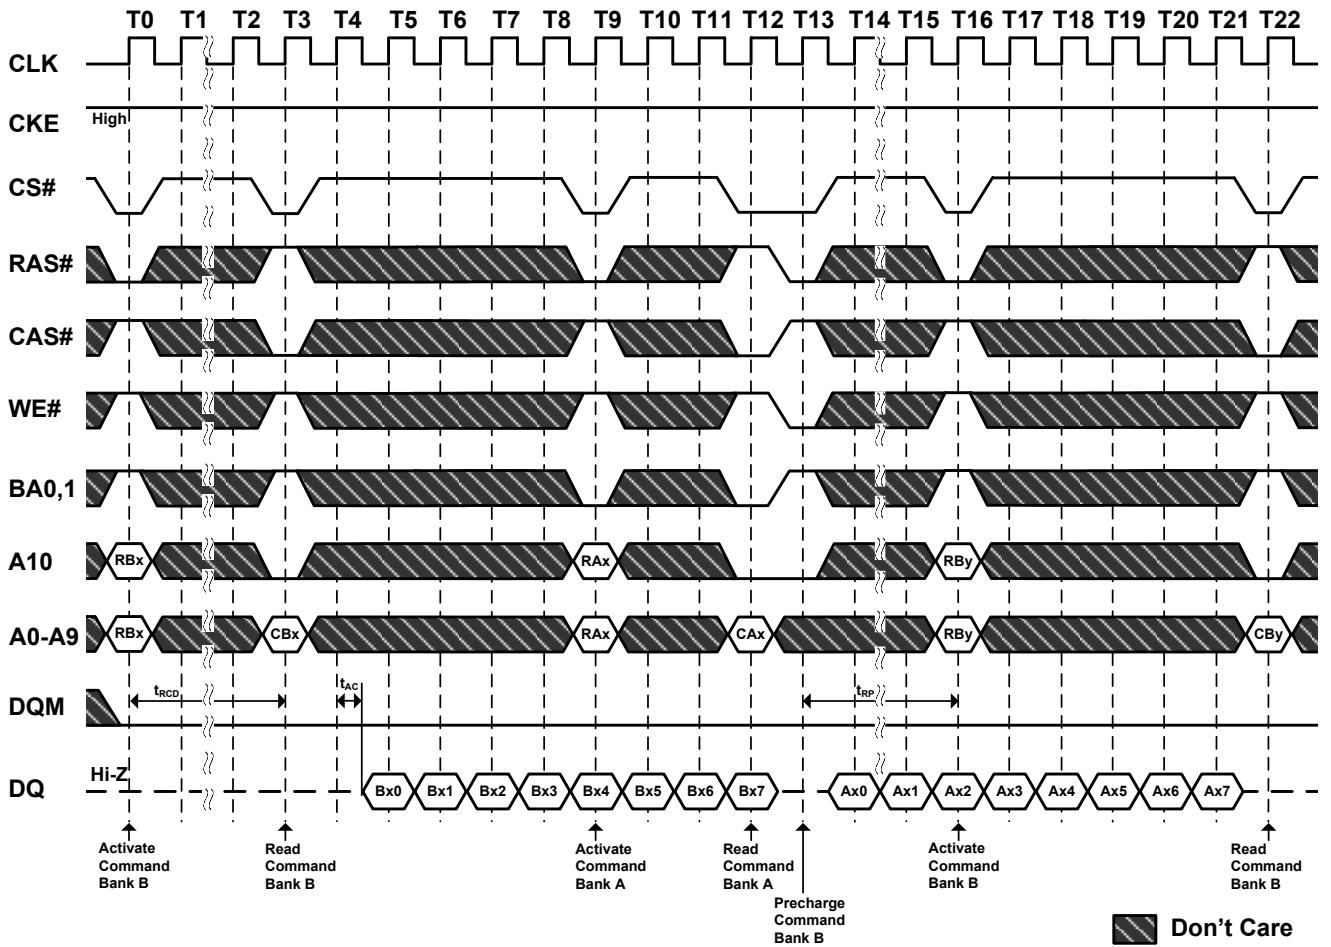 T0 T1 T2 T3 T4 T5 T6 T7 T8 T9 T10 T11 T12 T13 T14 T15 T16 T17 T18 T19 T20 T21 T22
CLK
CKE High
CS#
RAS#
CAS#
WE#
BA0,1
A10 RBx RAx RBy
A0-A9 RBx CBx RAx CAx RBy CBy
tRCD tAC tRP
DQM
Hi-Z
DQ Bx0 Bx1 Bx2 Bx3 Bx4 Bx5 Bx6 Bx7 Ax0 Ax1 Ax2 Ax3 Ax4 Ax5 Ax6 Ax7
Activate
Command
Bank B
Read
Command
Bank B
Activate
Command
Bank A
Read
Command
Bank A
Precharge
Command
Bank B
Activate
Command
Bank B
Read
Command
Bank B
Don't Care